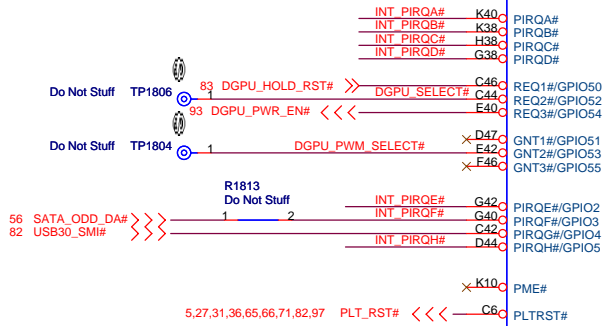 INT_PIRQA# K40 PIRQA#
INT_PIRQB# K38 PIRQB#
INT_PIRQC# H38 PIRQC#
INT_PIRQD# G38 PIRQD#
83 DGPU_HOLD_RST# C46 REQ1#/GPIO50
Do Not Stuff TP1806 1 DGPU_SELECT# C44 REQ2#/GPIO52
93 DGPU_PWR_EN# E40 REQ3#/GPIO54
D47 GNT1#/GPIO51
Do Not Stuff TP1804 1 DGPU_PWM_SELECT# E42 GNT2#/GPIO53
F46 GNT3#/GPIO55
R1813
Do Not Stuff
INT_PIRQE# G42 PIRQE#/GPIO2
56 SATA_ODD_DA# 1 2 INT_PIRQF# G40 PIRQF#/GPIO3
82 USB30_SMI# C42 PIRQG#/GPIO4
INT_PIRQH# D44 PIRQH#/GPIO5
K10 PME#
5,27,31,36,65,66,71,82,97 PLT_RST# C6 PLTRST#